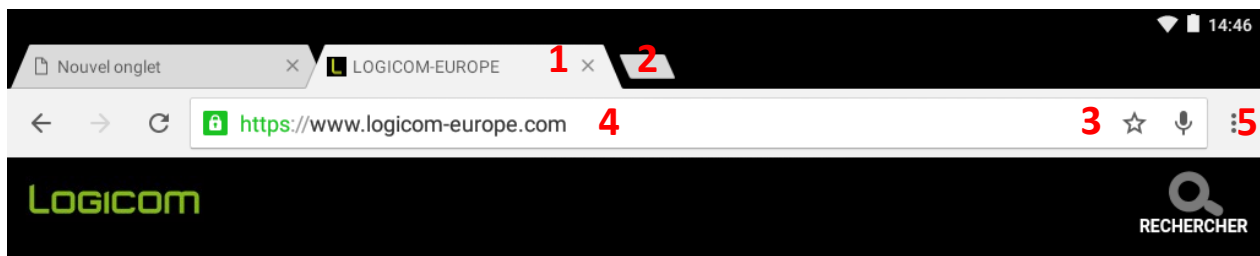 14:46
Nouvel onglet LOGICOM-EUROPE 1 2
https://www.logicom-europe.com 4 3 5
LOGICOM
RECHERCHER